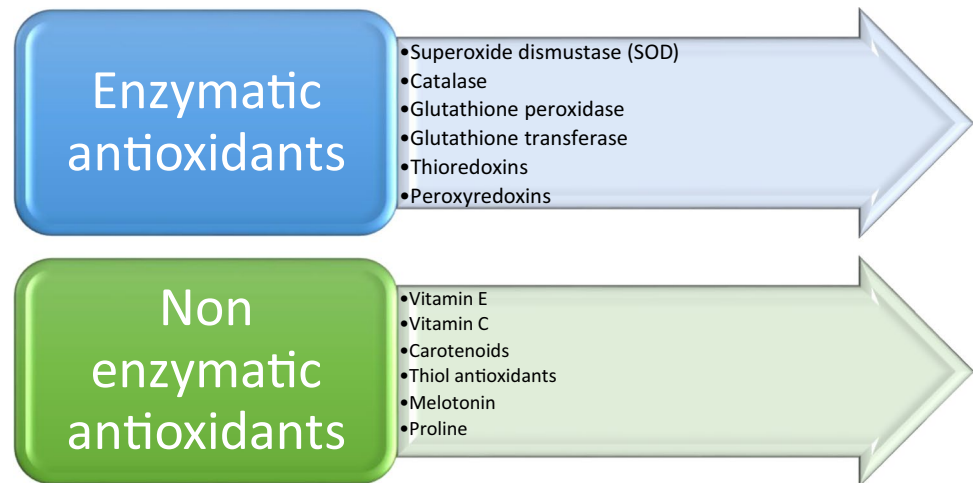 Enzymatic
antioxidants
•Superoxide dismustase (SOD)
•Catalase
•Glutathione peroxidase
•Glutathione transferase
•Thioredoxins
•Peroxyredoxins
Non
enzymatic
antioxidants
•Vitamin E
•Vitamin C
•Carotenoids
•Thiol antioxidants
•Melotonin
•Proline